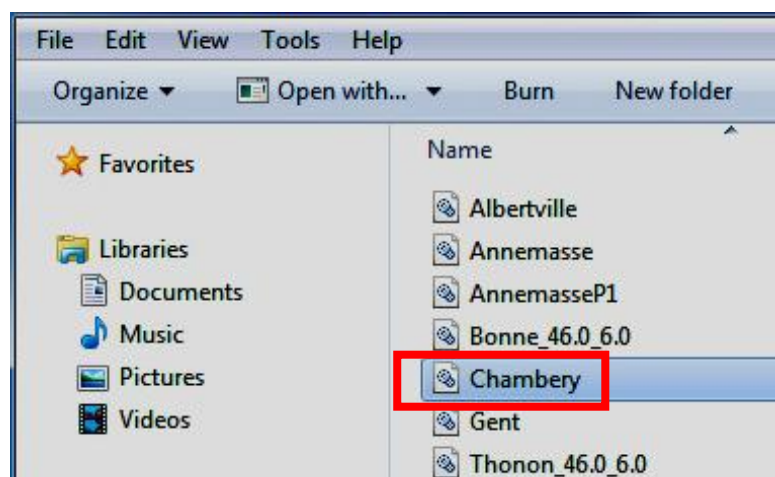 File Edit View Tools Help
Organize Open with... Burn New folder
Favorites
Libraries
Documents
Music
Pictures
Videos
Name
Albertville
Annemasse
AnnemasseP1
Bonne_46.0_6.0
Chambery
Gent
Thonon_46.0_6.0